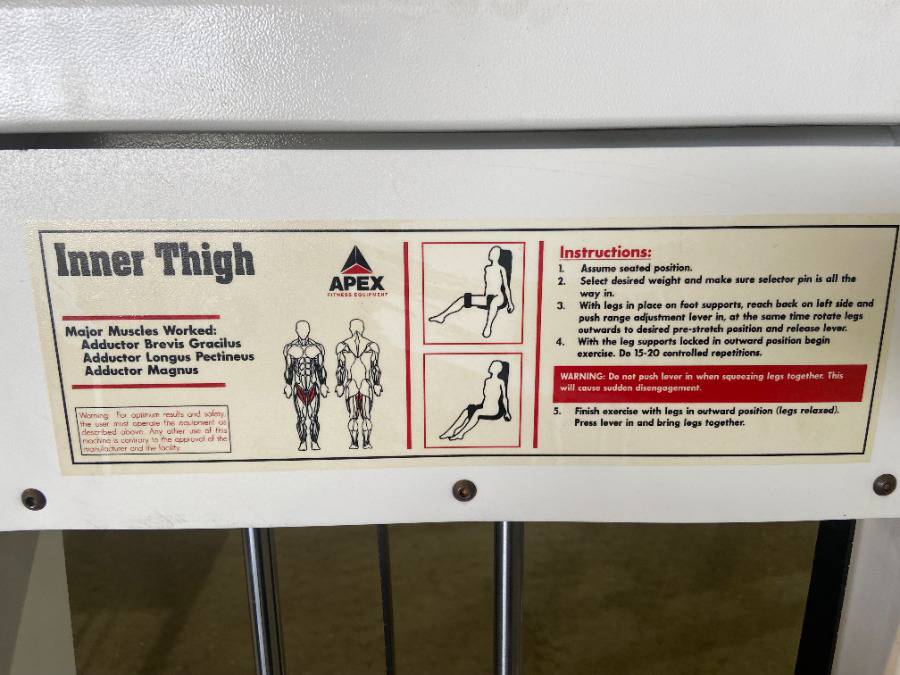 Inner Thigh
APEX
FITNESS EQUIPMENT
Major Muscles Worked:
Adductor Brevis Gracilus
Adductor Longus Pectineus
Adductor Magnus
Warning: For optimum results and safety,
the user must operate the equipment as
described above. Any other use of this
machine is contrary to the approval of the
manufacturer and the facility.
Instructions:
1. Assume seated position.
2. Select desired weight and make sure selector pin is all the
way in.
3. With legs in place on foot supports, reach back on left side and
push range adjustment lever in, at the same time rotate legs
outwards to desired pre-stretch position and release lever.
4. With the leg supports locked in outward position begin
exercise. Do 15-20 controlled repetitions.
WARNING: Do not push lever in when squeezing legs together. This
will cause sudden disengagement.
5. Finish exercise with legs in outward position (legs relaxed).
Press lever in and bring legs together.